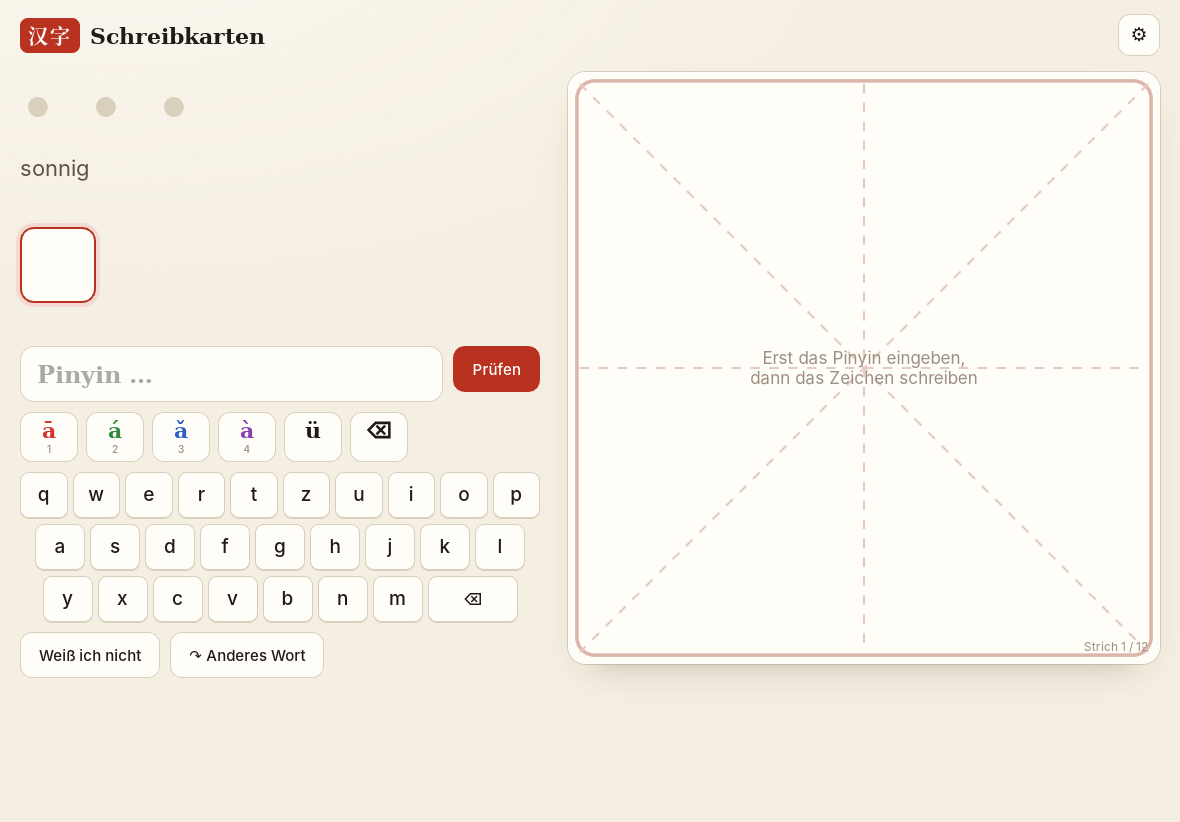 汉字 Schreibkarten
⚙
sonnig
Pinyin ...
Prüfen
ā á ǎ à ü ⌫
1 2 3 4
q w e r t z u i o p
a s d f g h j k l
y x c v b n m ⌫
Weiß ich nicht
↷ Anderes Wort
Erst das Pinyin eingeben,
dann das Zeichen schreiben
Strich 1 / 12